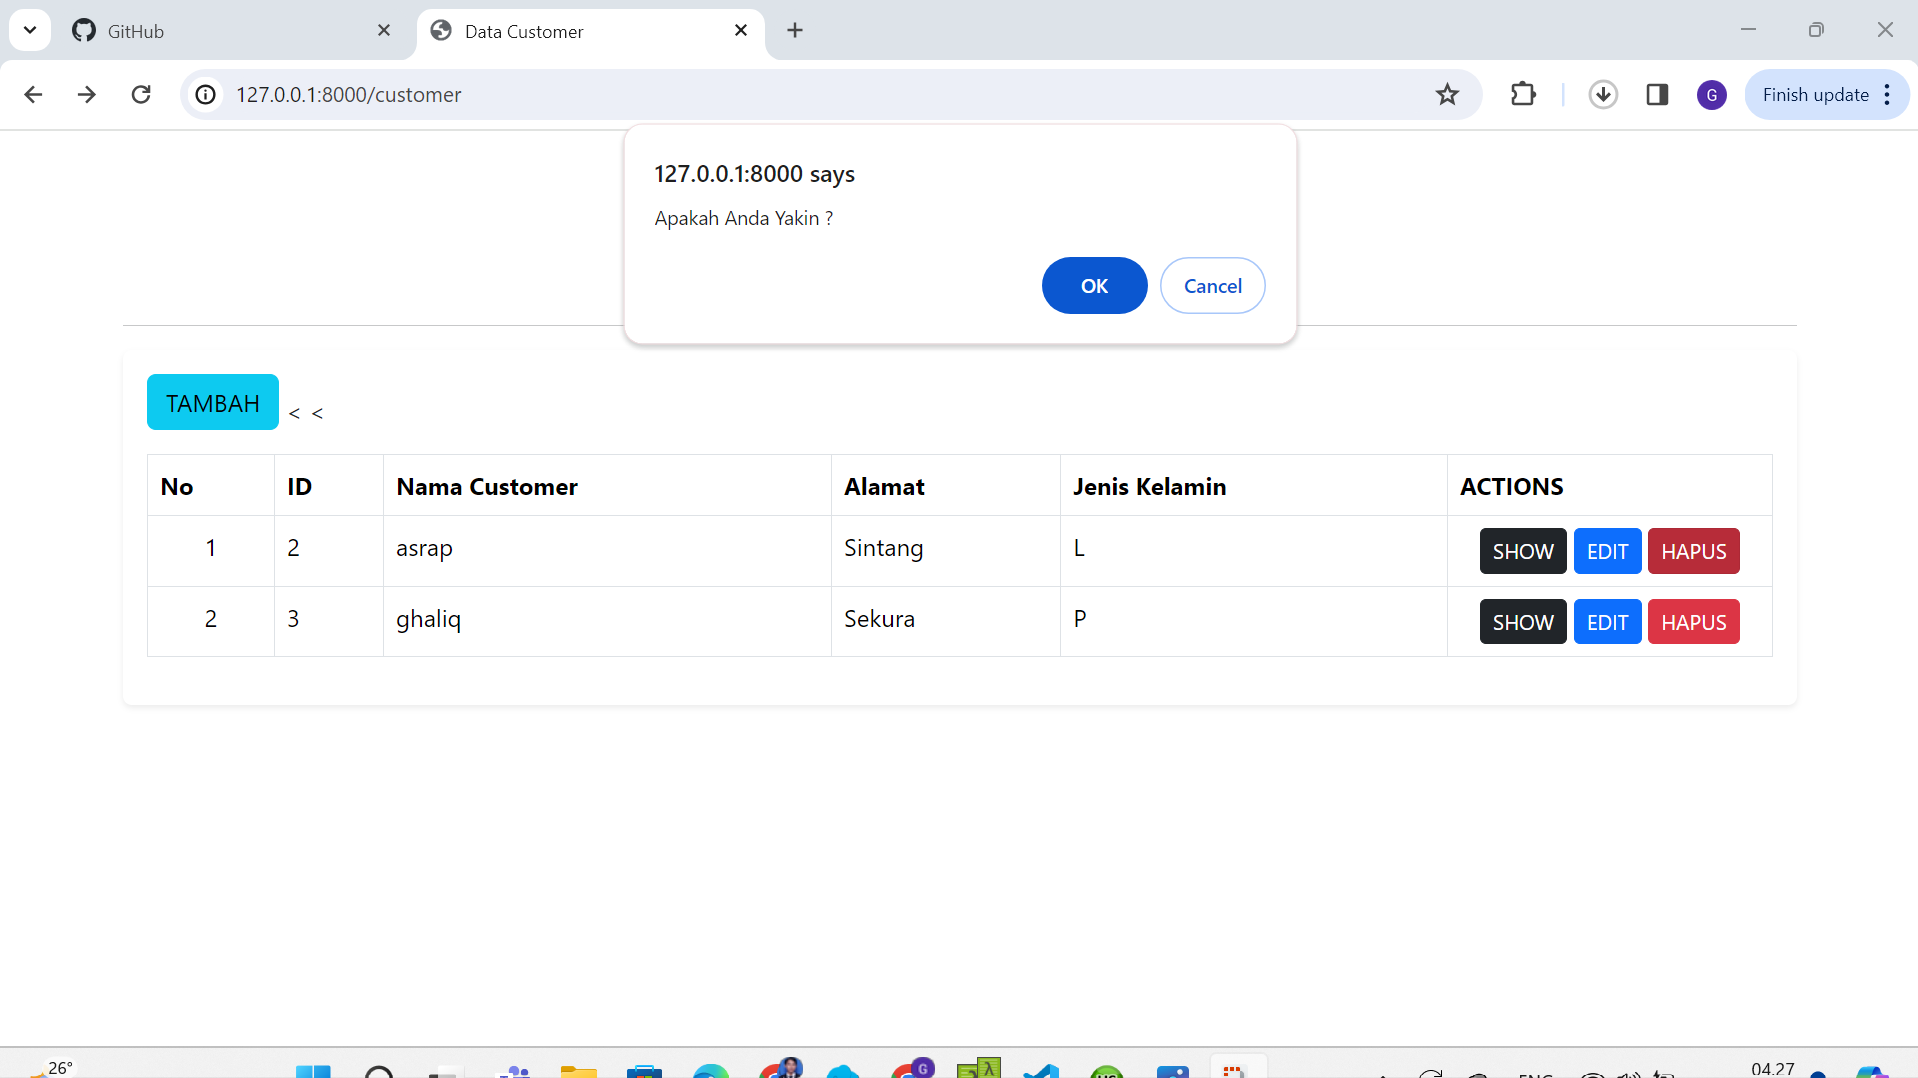 GitHub
Data Customer
127.0.0.1:8000/customer
G
Finish update
127.0.0.1:8000 says
Apakah Anda Yakin ?
OK Cancel
TAMBAH < <
No ID Nama Customer Alamat Jenis Kelamin ACTIONS
1 2 asrap Sintang L SHOW EDIT HAPUS
2 3 ghaliq Sekura P SHOW EDIT HAPUS
26°
G
λ
04.27